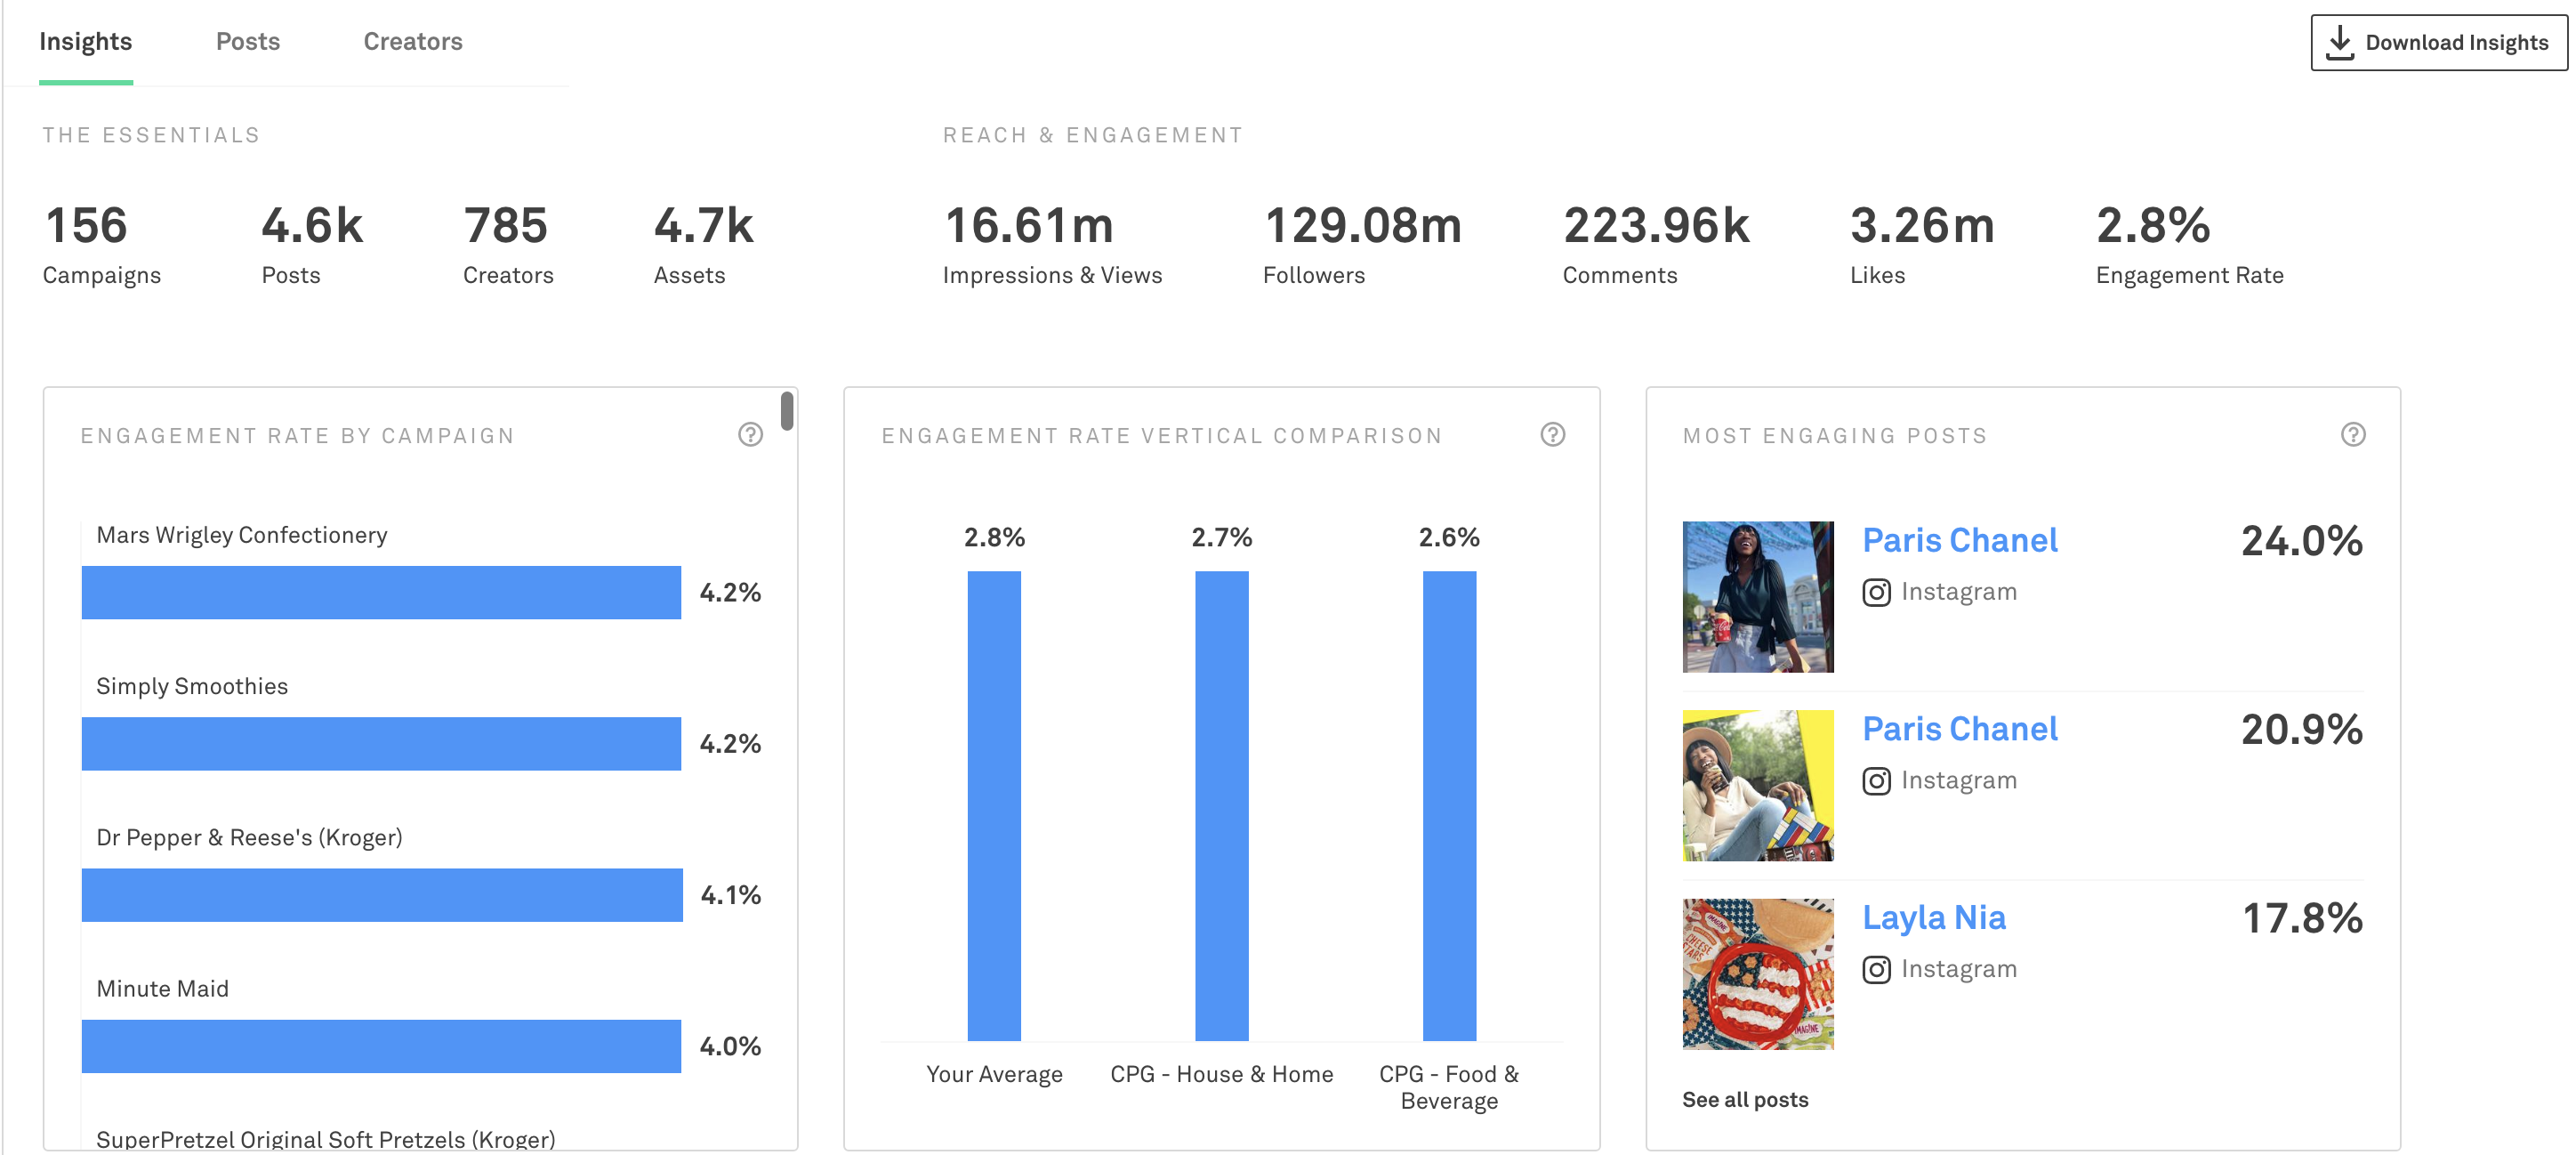 Insights
Posts
Creators
Download Insights
THE ESSENTIALS
REACH & ENGAGEMENT
156
4.6k
785
4.7k
16.61m
129.08m
223.96k
3.26m
2.8%
Campaigns
Posts
Creators
Assets
Impressions & Views
Followers
Comments
Likes
Engagement Rate
ENGAGEMENT RATE BY CAMPAIGN
?
Mars Wrigley Confectionery
4.2%
Simply Smoothies
4.2%
Dr Pepper & Reese's (Kroger)
4.1%
Minute Maid
4.0%
SuperPretzel Original Soft Pretzels (Kroger)
ENGAGEMENT RATE VERTICAL COMPARISON
?
2.8%
2.7%
2.6%
Your Average
CPG - House & Home
CPG - Food &
Beverage
MOST ENGAGING POSTS
?
Paris Chanel
24.0%
Instagram
Paris Chanel
20.9%
Instagram
Layla Nia
17.8%
Instagram
IMAGINE
CHEESE
STARS
IMAGINE
See all posts